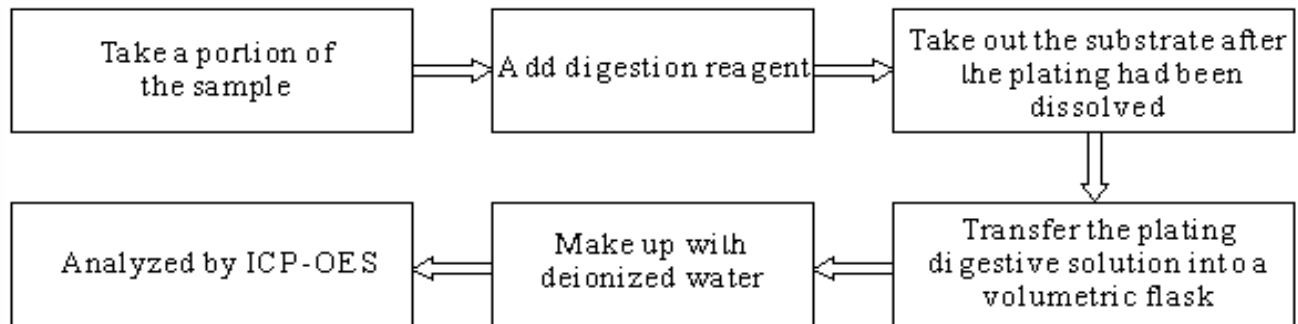 Take a portion of
the sample
Add digestion reagent
Take out the substrate after
the plating had been
dissolved
Transfer the plating
digestive solution into a
volumetric flask
Make up with
deionized water
Analyzed by ICP-OES